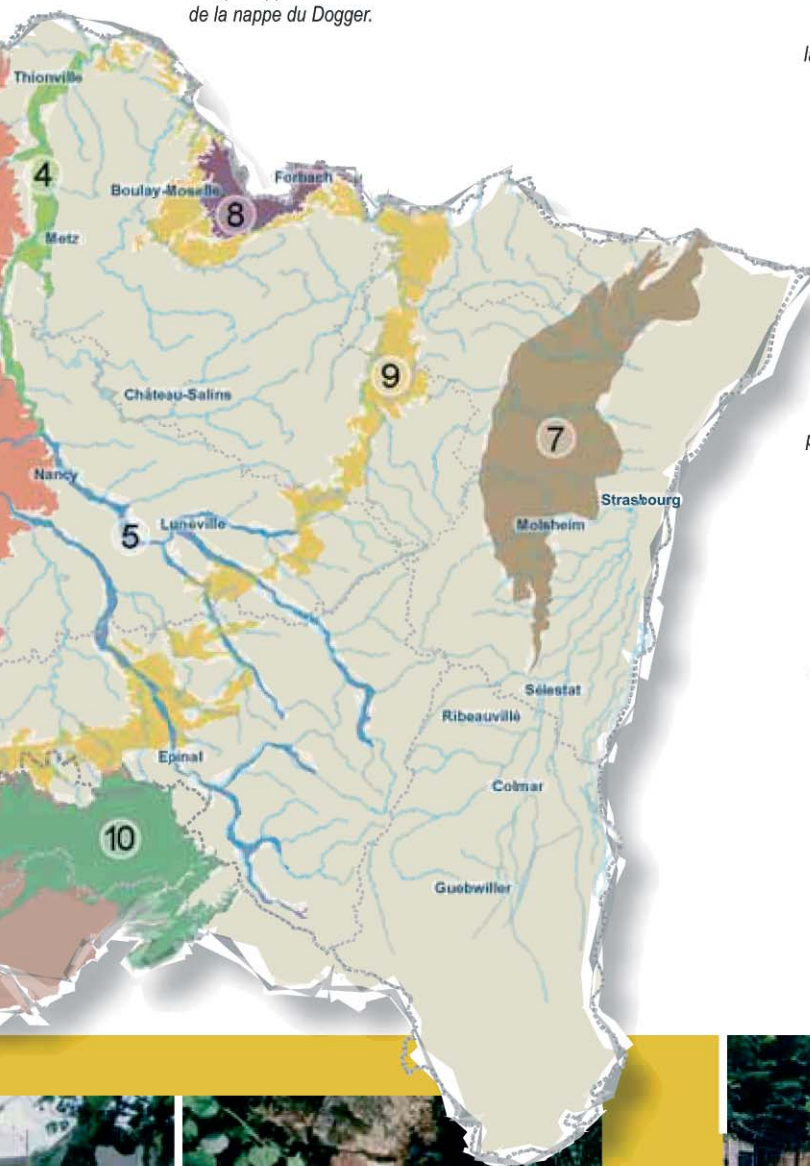 de la nappe du Dogger.
Thionville
4
Boulay-Moselle
8
Forbach
Metz
9
Château-Salins
7
Nancy
Strasbourg
5
Lunéville
Molsheim
Sélestat
Ribeauvillé
Epinal
Colmar
10
Guebwiller